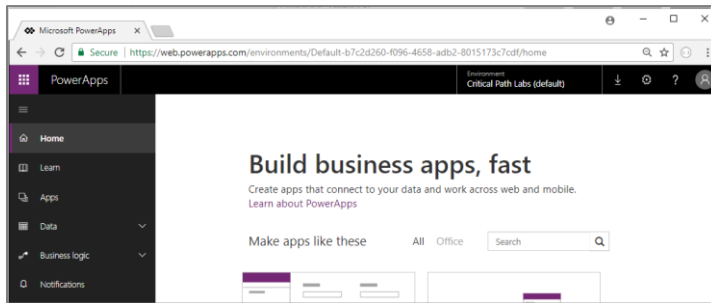 Microsoft PowerApps
Secure https://web.powerapps.com/environments/Default-b7c2d260-f096-4658-adb2-8015173c7cdf/home
PowerApps
Environment
Critical Path Labs (default)
?
Home
Learn
Apps
Data
Business logic
Notifications
Build business apps, fast
Create apps that connect to your data and work across web and mobile.
Learn about PowerApps
Make apps like these All Office Search